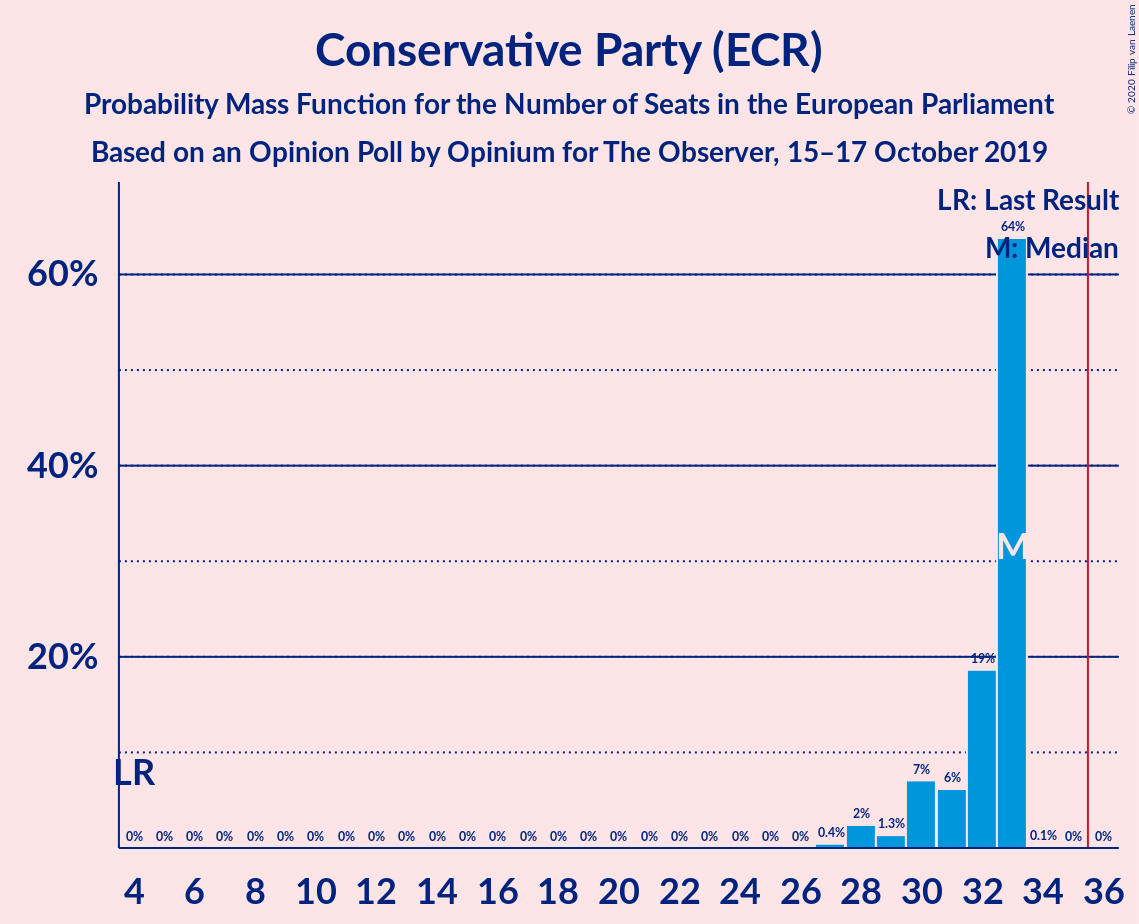 Conservative Party (ECR)
Probability Mass Function for the Number of Seats in the European Parliament
Based on an Opinion Poll by Opinium for The Observer, 15–17 October 2019
© 2020 Filip van Laenen
LR: Last Result
M: Median
60%
40%
20%
LR
M
0% 0% 0% 0% 0% 0% 0% 0% 0% 0% 0% 0% 0% 0% 0% 0% 0% 0% 0% 0% 0% 0% 0% 0.4% 2% 1.3% 7% 6% 19% 64% 0.1% 0% 0%
4 6 8 10 12 14 16 18 20 22 24 26 28 30 32 34 36